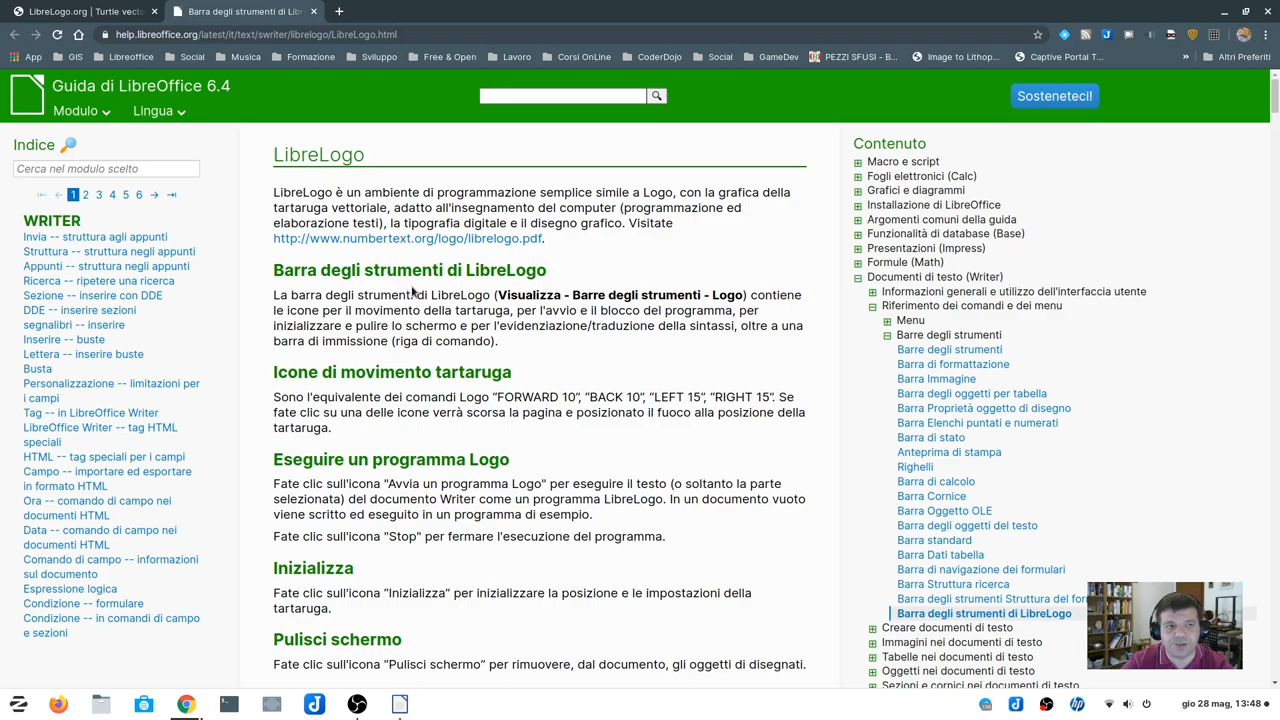 LibreLogo.org | Turtle vecto
Barra degli strumenti di Libr
help.libreoffice.org/latest/it/text/swriter/librelogo/LibreLogo.html
App
GIS
Libreoffice
Social
Musica
Formazione
Sviluppo
Free & Open
Lavoro
Corsi OnLine
CoderDojo
Social
GameDev
PEZZI SFUSI - B...
Image to Lithop...
Captive Portal T...
»
Altri Preferiti
Guida di LibreOffice 6.4
Modulo
Lingua
Sosteneteci!
Indice
Cerca nel modulo scelto
1 2 3 4 5 6
WRITER
Invia -- struttura agli appunti
Struttura -- struttura negli appunti
Appunti -- struttura negli appunti
Ricerca -- ripetere una ricerca
Sezione -- inserire con DDE
DDE -- inserire sezioni
segnalibri -- inserire
Inserire -- buste
Lettera -- inserire buste
Busta
Personalizzazione -- limitazioni per
i campi
Tag -- in LibreOffice Writer
LibreOffice Writer -- tag HTML
speciali
HTML -- tag speciali per i campi
Campo -- importare ed esportare
in formato HTML
Ora -- comando di campo nei
documenti HTML
Data -- comando di campo nei
documenti HTML
Comando di campo -- informazioni
sul documento
Espressione logica
Condizione -- formulare
Condizione -- in comandi di campo
e sezioni
LibreLogo
LibreLogo è un ambiente di programmazione semplice simile a Logo, con la grafica della
tartaruga vettoriale, adatto all'insegnamento del computer (programmazione ed
elaborazione testi), la tipografia digitale e il disegno grafico. Visitate
http://www.numbertext.org/logo/librelogo.pdf.
Barra degli strumenti di LibreLogo
La barra degli strumenti di LibreLogo (Visualizza - Barre degli strumenti - Logo) contiene
le icone per il movimento della tartaruga, per l'avvio e il blocco del programma, per
inizializzare e pulire lo schermo e per l'evidenziazione/traduzione della sintassi, oltre a una
barra di immissione (riga di comando).
Icone di movimento tartaruga
Sono l'equivalente dei comandi Logo “FORWARD 10”, “BACK 10”, “LEFT 15”, “RIGHT 15”. Se
fate clic su una delle icone verrà scorsa la pagina e posizionato il fuoco alla posizione della
tartaruga.
Eseguire un programma Logo
Fate clic sull'icona "Avvia un programma Logo" per eseguire il testo (o soltanto la parte
selezionata) del documento Writer come un programma LibreLogo. In un documento vuoto
viene scritto ed eseguito in un programma di esempio.
Fate clic sull'icona "Stop" per fermare l'esecuzione del programma.
Inizializza
Fate clic sull'icona “Inizializza” per inizializzare la posizione e le impostazioni della
tartaruga.
Pulisci schermo
Fate clic sull'icona “Pulisci schermo” per rimuovere, dal documento, gli oggetti di disegnati.
Contenuto
Macro e script
Fogli elettronici (Calc)
Grafici e diagrammi
Installazione di LibreOffice
Argomenti comuni della guida
Funzionalità di database (Base)
Presentazioni (Impress)
Formule (Math)
Documenti di testo (Writer)
Informazioni generali e utilizzo dell'interfaccia utente
Riferimento dei comandi e dei menu
Menu
Barre degli strumenti
Barre degli strumenti
Barra di formattazione
Barra Immagine
Barra degli oggetti per tabella
Barra Proprietà oggetto di disegno
Barra Elenchi puntati e numerati
Barra di stato
Anteprima di stampa
Righelli
Barra di calcolo
Barra Cornice
Barra Oggetto OLE
Barra degli oggetti del testo
Barra standard
Barra Dati tabella
Barra di navigazione dei formulari
Barra Struttura ricerca
Barra degli strumenti Struttura del for
Barra degli strumenti di LibreLogo
Creare documenti di testo
Immagini nei documenti di testo
Tabelle nei documenti di testo
Oggetti nei documenti di testo
Sezioni e cornici nei documenti di testo
gio 28 mag, 13:48